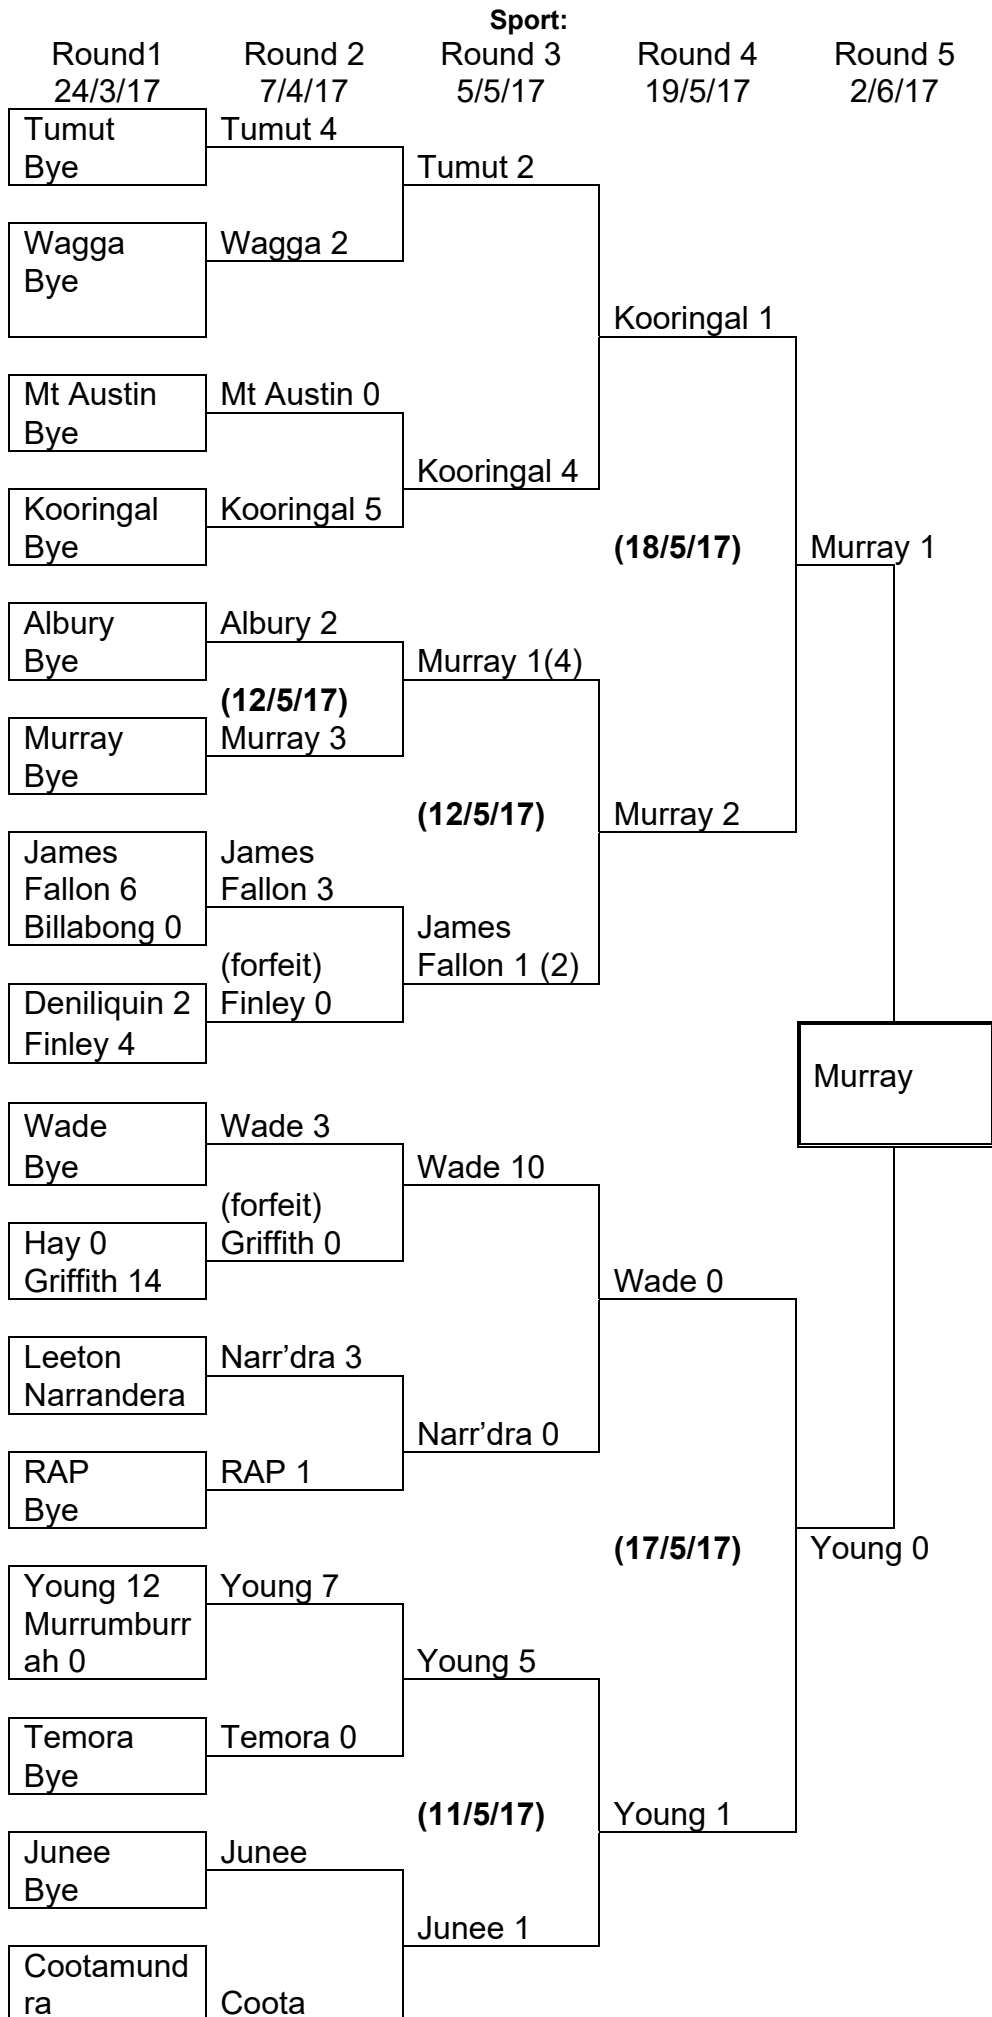 Sport:
Round1
24/3/17
Round 2
7/4/17
Round 3
5/5/17
Round 4
19/5/17
Round 5
2/6/17
Tumut
Bye
Tumut 4
Tumut 2
Wagga
Bye
Wagga 2
Kooringal 1
Mt Austin
Bye
Mt Austin 0
Kooringal 4
Kooringal
Bye
Kooringal 5
(18/5/17)
Murray 1
Albury
Bye
Albury 2
Murray 1(4)
(12/5/17)
Murray
Bye
Murray 3
(12/5/17)
Murray 2
James
Fallon 6
Billabong 0
James
Fallon 3
James
Fallon 1 (2)
(forfeit)
Finley 0
Deniliquin 2
Finley 4
Murray
Wade
Bye
Wade 3
Wade 10
(forfeit)
Griffith 0
Hay 0
Griffith 14
Wade 0
Leeton
Narrandera
Narr’dra 3
Narr’dra 0
RAP
Bye
RAP 1
(17/5/17)
Young 0
Young 12
Murrumburr
ah 0
Young 7
Young 5
Temora
Bye
Temora 0
(11/5/17)
Young 1
Junee
Bye
Junee
Junee 1
Cootamund
ra
Coota